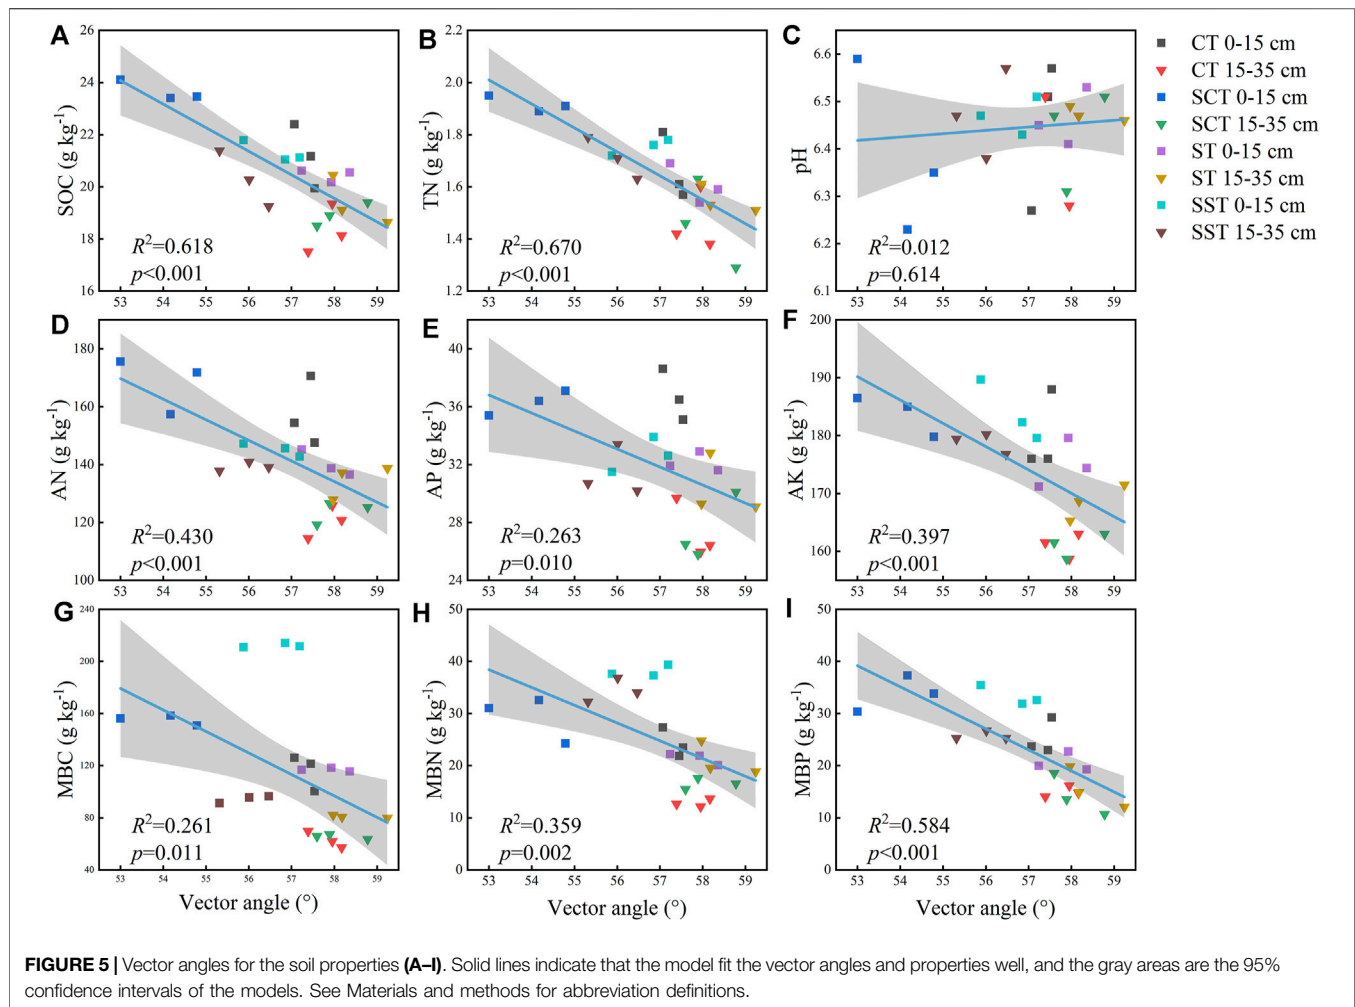 A
SOC (g kg-1)
26
24
22
20
18
16
53 54 55 56 57 58 59
R2=0.618
p<0.001
B
TN (g kg-1)
2.2
2.0
1.8
1.6
1.4
1.2
53 54 55 56 57 58 59
R2=0.670
p<0.001
C
pH
6.6
6.5
6.4
6.3
6.2
6.1
53 54 55 56 57 58 59
R2=0.012
p=0.614
CT 0-15 cm
CT 15-35 cm
SCT 0-15 cm
SCT 15-35 cm
ST 0-15 cm
ST 15-35 cm
SST 0-15 cm
SST 15-35 cm
D
AN (g kg-1)
180
160
140
120
100
53 54 55 56 57 58 59
R2=0.430
p<0.001
E
AP (g kg-1)
40
36
32
28
24
53 54 55 56 57 58 59
R2=0.263
p=0.010
F
AK (g kg-1)
200
190
180
170
160
53 54 55 56 57 58 59
R2=0.397
p<0.001
G
MBC (g kg-1)
240
200
160
120
80
40
53 54 55 56 57 58 59
R2=0.261
p=0.011
Vector angle (°)
H
MBN (g kg-1)
50
40
30
20
10
0
53 54 55 56 57 58 59
R2=0.359
p=0.002
Vector angle (°)
I
MBP (g kg-1)
50
40
30
20
10
0
53 54 55 56 57 58 59
R2=0.584
p<0.001
Vector angle (°)
FIGURE 5 | Vector angles for the soil properties (A–I). Solid lines indicate that the model fit the vector angles and properties well, and the gray areas are the 95%
confidence intervals of the models. See Materials and methods for abbreviation definitions.